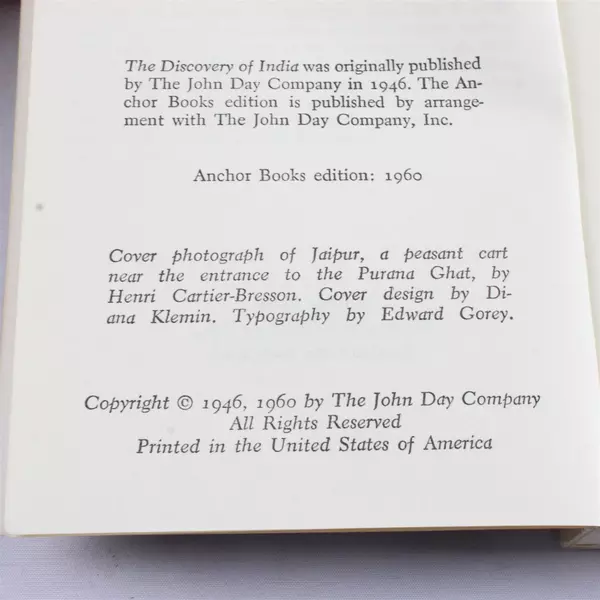 The Discovery of India was originally published
by The John Day Company in 1946. The An-
chor Books edition is published by arrange-
ment with The John Day Company, Inc.
Anchor Books edition: 1960
Cover photograph of Jaipur, a peasant cart
near the entrance to the Purana Ghat, by
Henri Cartier-Bresson. Cover design by Di-
ana Klemin. Typography by Edward Gorey.
Copyright © 1946, 1960 by The John Day Company
All Rights Reserved
Printed in the United States of America